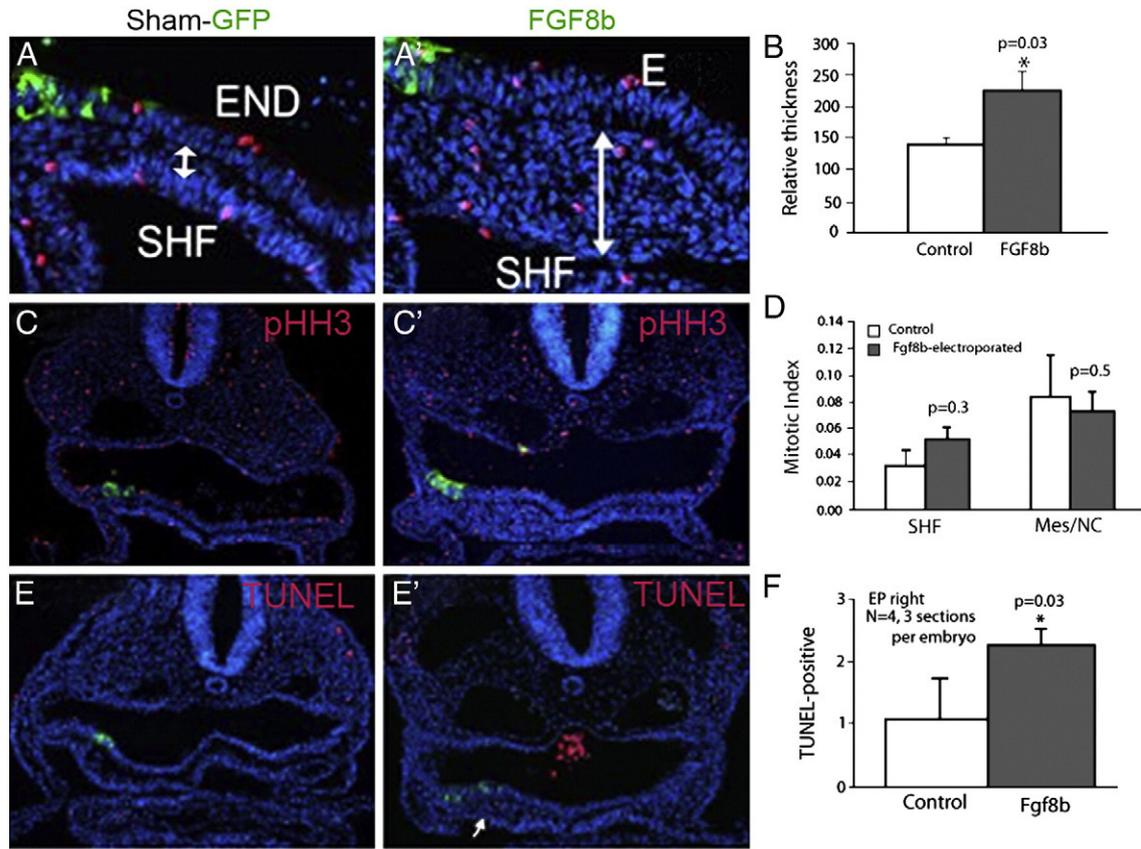 Sham-GFP
FGF8b
A
END
SHF
A'
E
SHF
B
Relative thickness
300
250
200
150
100
50
0
p=0.03
*
Control
FGF8b
C
pHH3
C'
pHH3
D
Mitotic Index
0.14
0.12
0.10
0.08
0.06
0.04
0.02
0.00
Control
Fgf8b-electroporated
p=0.3
p=0.5
SHF
Mes/NC
E
TUNEL
E'
TUNEL
F
TUNEL-positive
3
2
1
0
EP right
N=4, 3 sections
per embryo
p=0.03
*
Control
Fgf8b